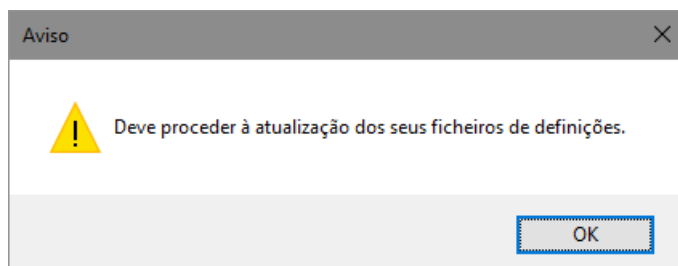 Aviso
Deve proceder à atualização dos seus ficheiros de definições.
OK